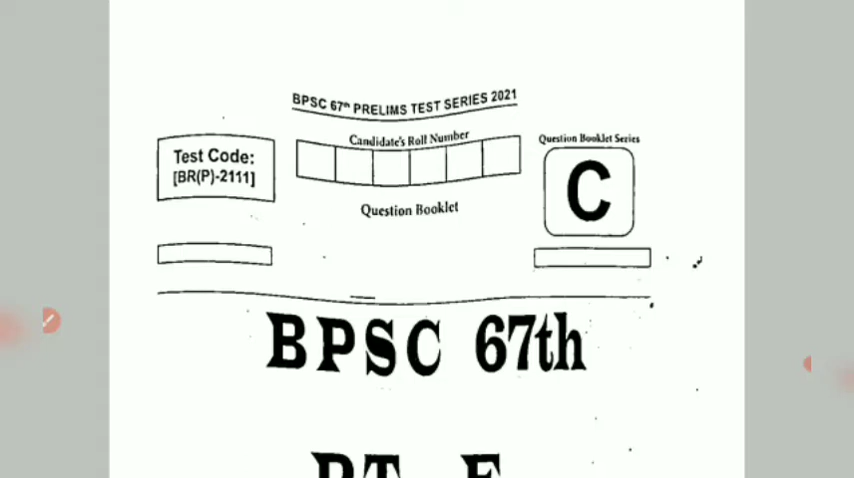 BPSC 67th PRELIMS TEST SERIES 2021
Candidate's Roll Number
Question Booklet Series
Test Code:
[BR(P)-2111]
C
Question Booklet
BPSC 67th